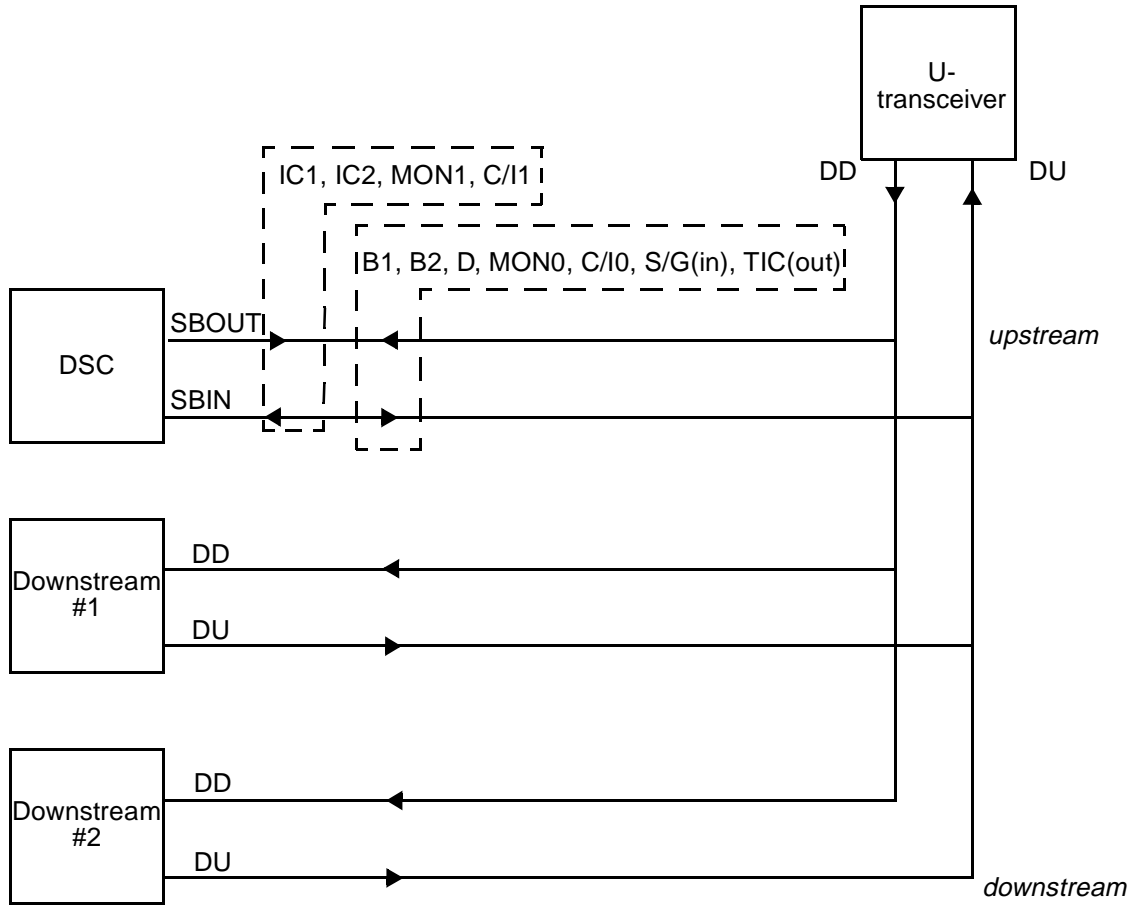 U-
transceiver
DD
DU
IC1, IC2, MON1, C/I1
B1, B2, D, MON0, C/I0, S/G(in), TIC(out)
SBOUT
upstream
DSC
SBIN
DD
Downstream
#1
DU
DD
Downstream
#2
DU
downstream